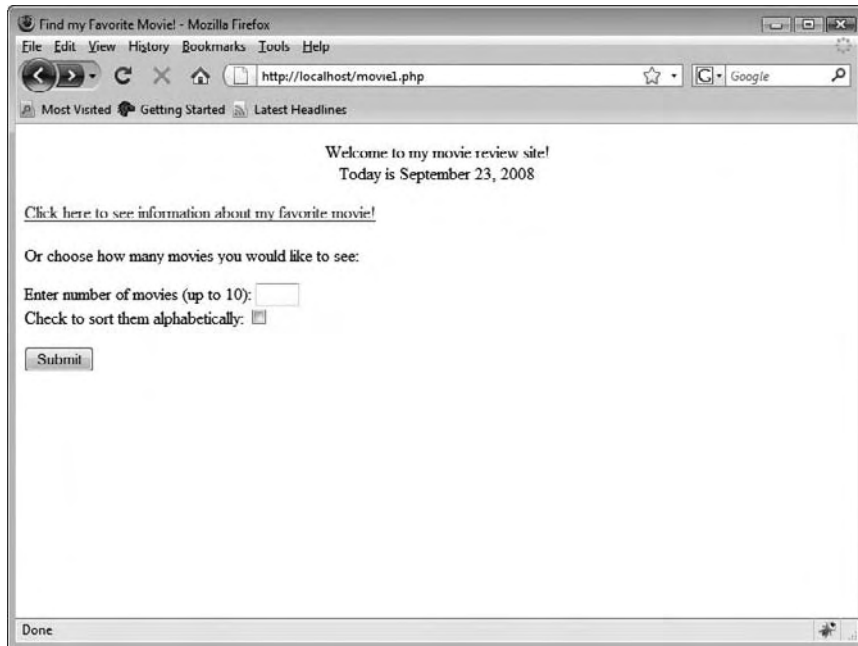 Find my Favorite Movie! - Mozilla Firefox
File Edit View History Bookmarks Tools Help
http://localhost/movie1.php
G Google
Most Visited Getting Started Latest Headlines
Welcome to my movie review site!
Today is September 23, 2008
Click here to see information about my favorite movie!
Or choose how many movies you would like to see:
Enter number of movies (up to 10):
Check to sort them alphabetically:
Submit
Done